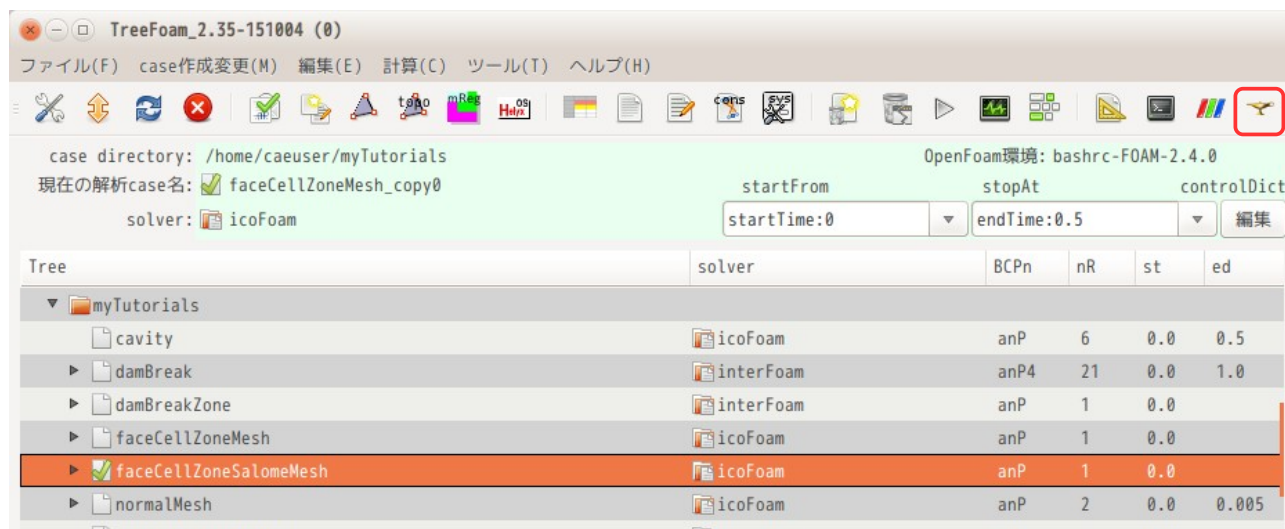 TreeFoam_2.35-151004 (0)
ファイル(F) case作成変更(M) 編集(E) 計算(C) ツール(T) ヘルプ(H)
topo mReg Helyx OS cons sys
case directory: /home/caeuser/myTutorials OpenFoam環境: bashrc-FOAM-2.4.0
現在の解析case名: faceCellZoneMesh_copy0 startFrom stopAt controlDict
solver: icoFoam startTime:0 endTime:0.5 編集
Tree solver BCPn nR st ed
myTutorials
cavity icoFoam anP 6 0.0 0.5
damBreak interFoam anP4 21 0.0 1.0
damBreakZone interFoam anP 1 0.0
faceCellZoneMesh icoFoam anP 1 0.0
faceCellZoneSalomeMesh icoFoam anP 1 0.0
normalMesh icoFoam anP 2 0.0 0.005